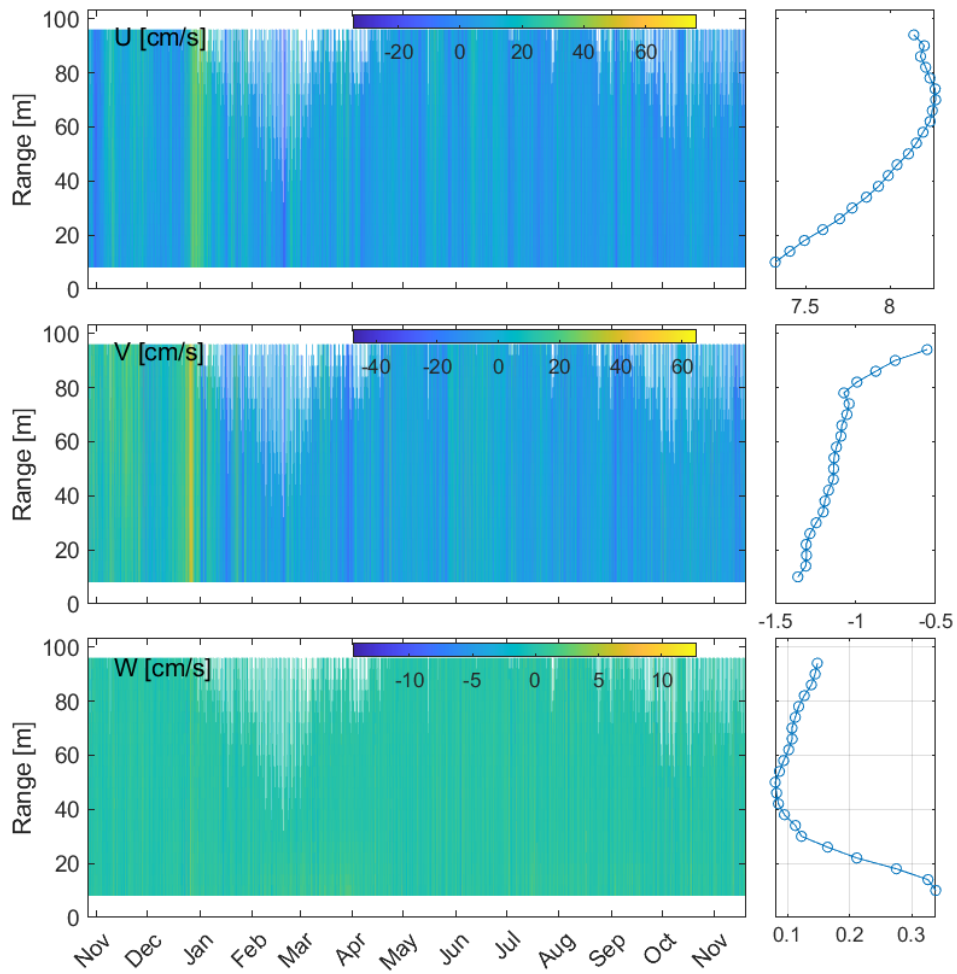 U [cm/s]
-20 0 20 40 60
100
80
60
40
20
0
Range [m]
7.5 8
V [cm/s]
-40 -20 0 20 40 60
100
80
60
40
20
0
Range [m]
-1.5 -1 -0.5
W [cm/s]
-10 -5 0 5 10
100
80
60
40
20
0
Range [m]
Nov Dec Jan Feb Mar Apr May Jun Jul Aug Sep Oct Nov
0.1 0.2 0.3